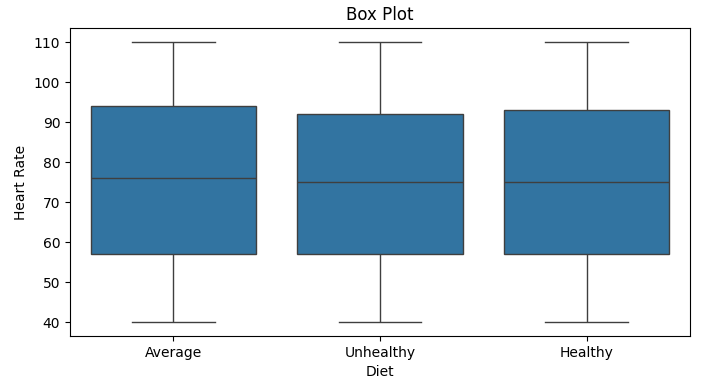 Box Plot
110
100
90
80
70
60
50
40
Heart Rate
Average
Unhealthy
Healthy
Diet